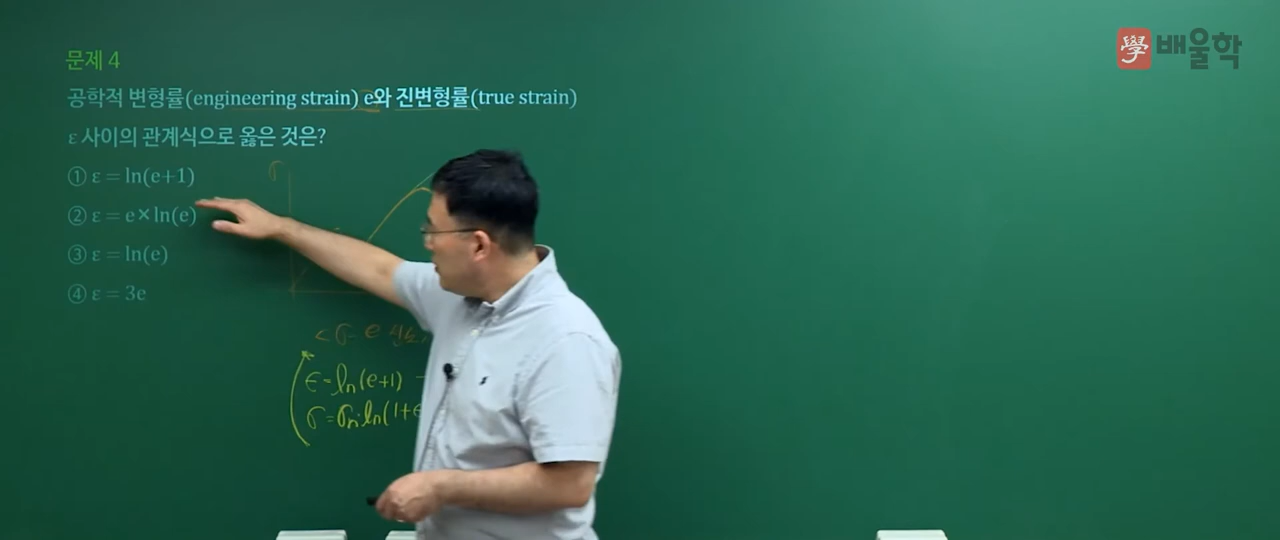 문제 4
學 배울학
공학적 변형률(engineering strain) e와 진변형률(true strain)
ε 사이의 관계식으로 옳은 것은?
① ε = ln(e+1)
② ε = e×ln(e)
③ ε = ln(e)
④ ε = 3e
σ
<σ e
ε=ln(e+1) -
σ=σn ln(1+e